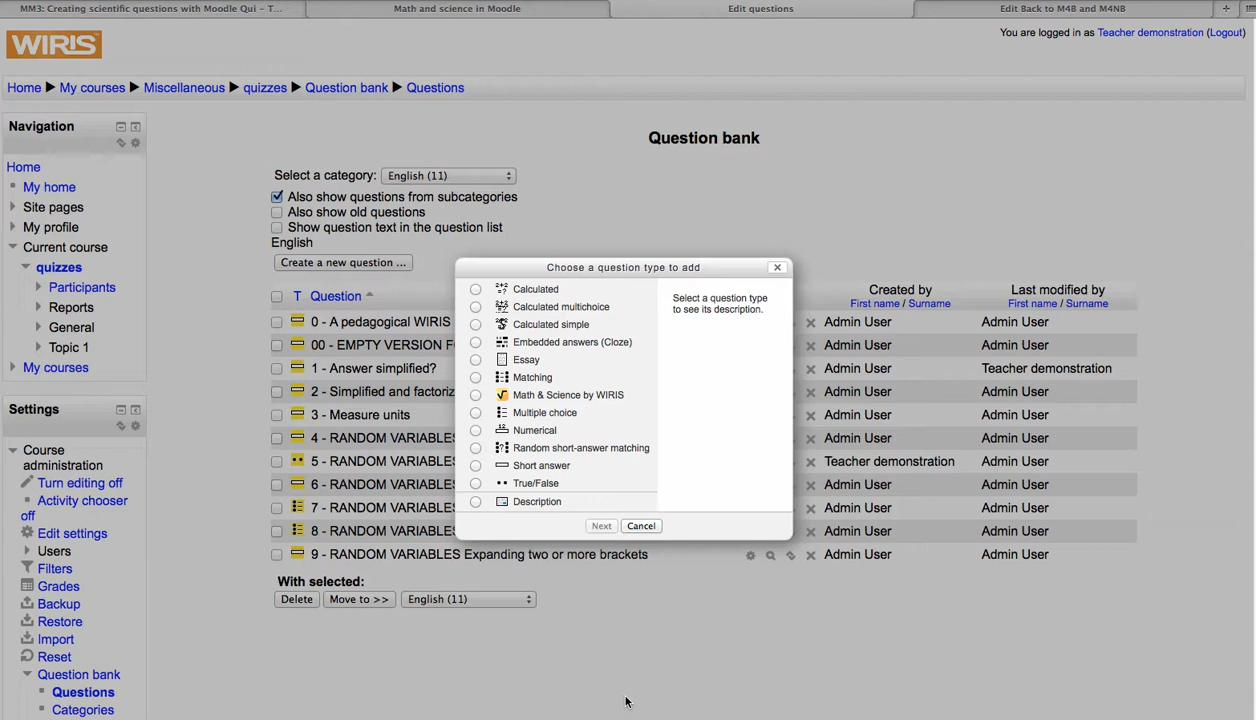 MM3: Creating scientific questions with Moodle Qui - T...
Math and science in Moodle
Edit questions
Edit Back to M4B and M4NB
+
WIRIS
You are logged in as Teacher demonstration (Logout)
Home ▶ My courses ▶ Miscellaneous ▶ quizzes ▶ Question bank ▶ Questions
Navigation
Home
My home
Site pages
My profile
Current course
quizzes
Participants
Reports
General
Topic 1
My courses
Settings
Course
administration
Turn editing off
Activity chooser
off
Edit settings
Users
Filters
Grades
Backup
Restore
Import
Reset
Question bank
Questions
Categories
Question bank
Select a category: English (11)
Also show questions from subcategories
Also show old questions
Show question text in the question list
English
Create a new question ...
T Question
Created by
First name / Surname
Last modified by
First name / Surname
0 - A pedagogical WIRIS Admin User Admin User
00 - EMPTY VERSION Admin User Admin User
1 - Answer simplified? Admin User Teacher demonstration
2 - Simplified and factoriz Admin User Admin User
3 - Measure units Admin User Admin User
4 - RANDOM VARIABLES Admin User Admin User
5 - RANDOM VARIABLES Teacher demonstration Admin User
6 - RANDOM VARIABLES Admin User Admin User
7 - RANDOM VARIABLES Admin User Admin User
8 - RANDOM VARIABLES Admin User Admin User
9 - RANDOM VARIABLES Expanding two or more brackets Admin User Admin User
With selected:
Delete Move to >> English (11)
Choose a question type to add
Calculated
Calculated multichoice
Calculated simple
Embedded answers (Cloze)
Essay
Matching
Math & Science by WIRIS
Multiple choice
Numerical
Random short-answer matching
Short answer
True/False
Description
Select a question type
to see its description.
Next Cancel